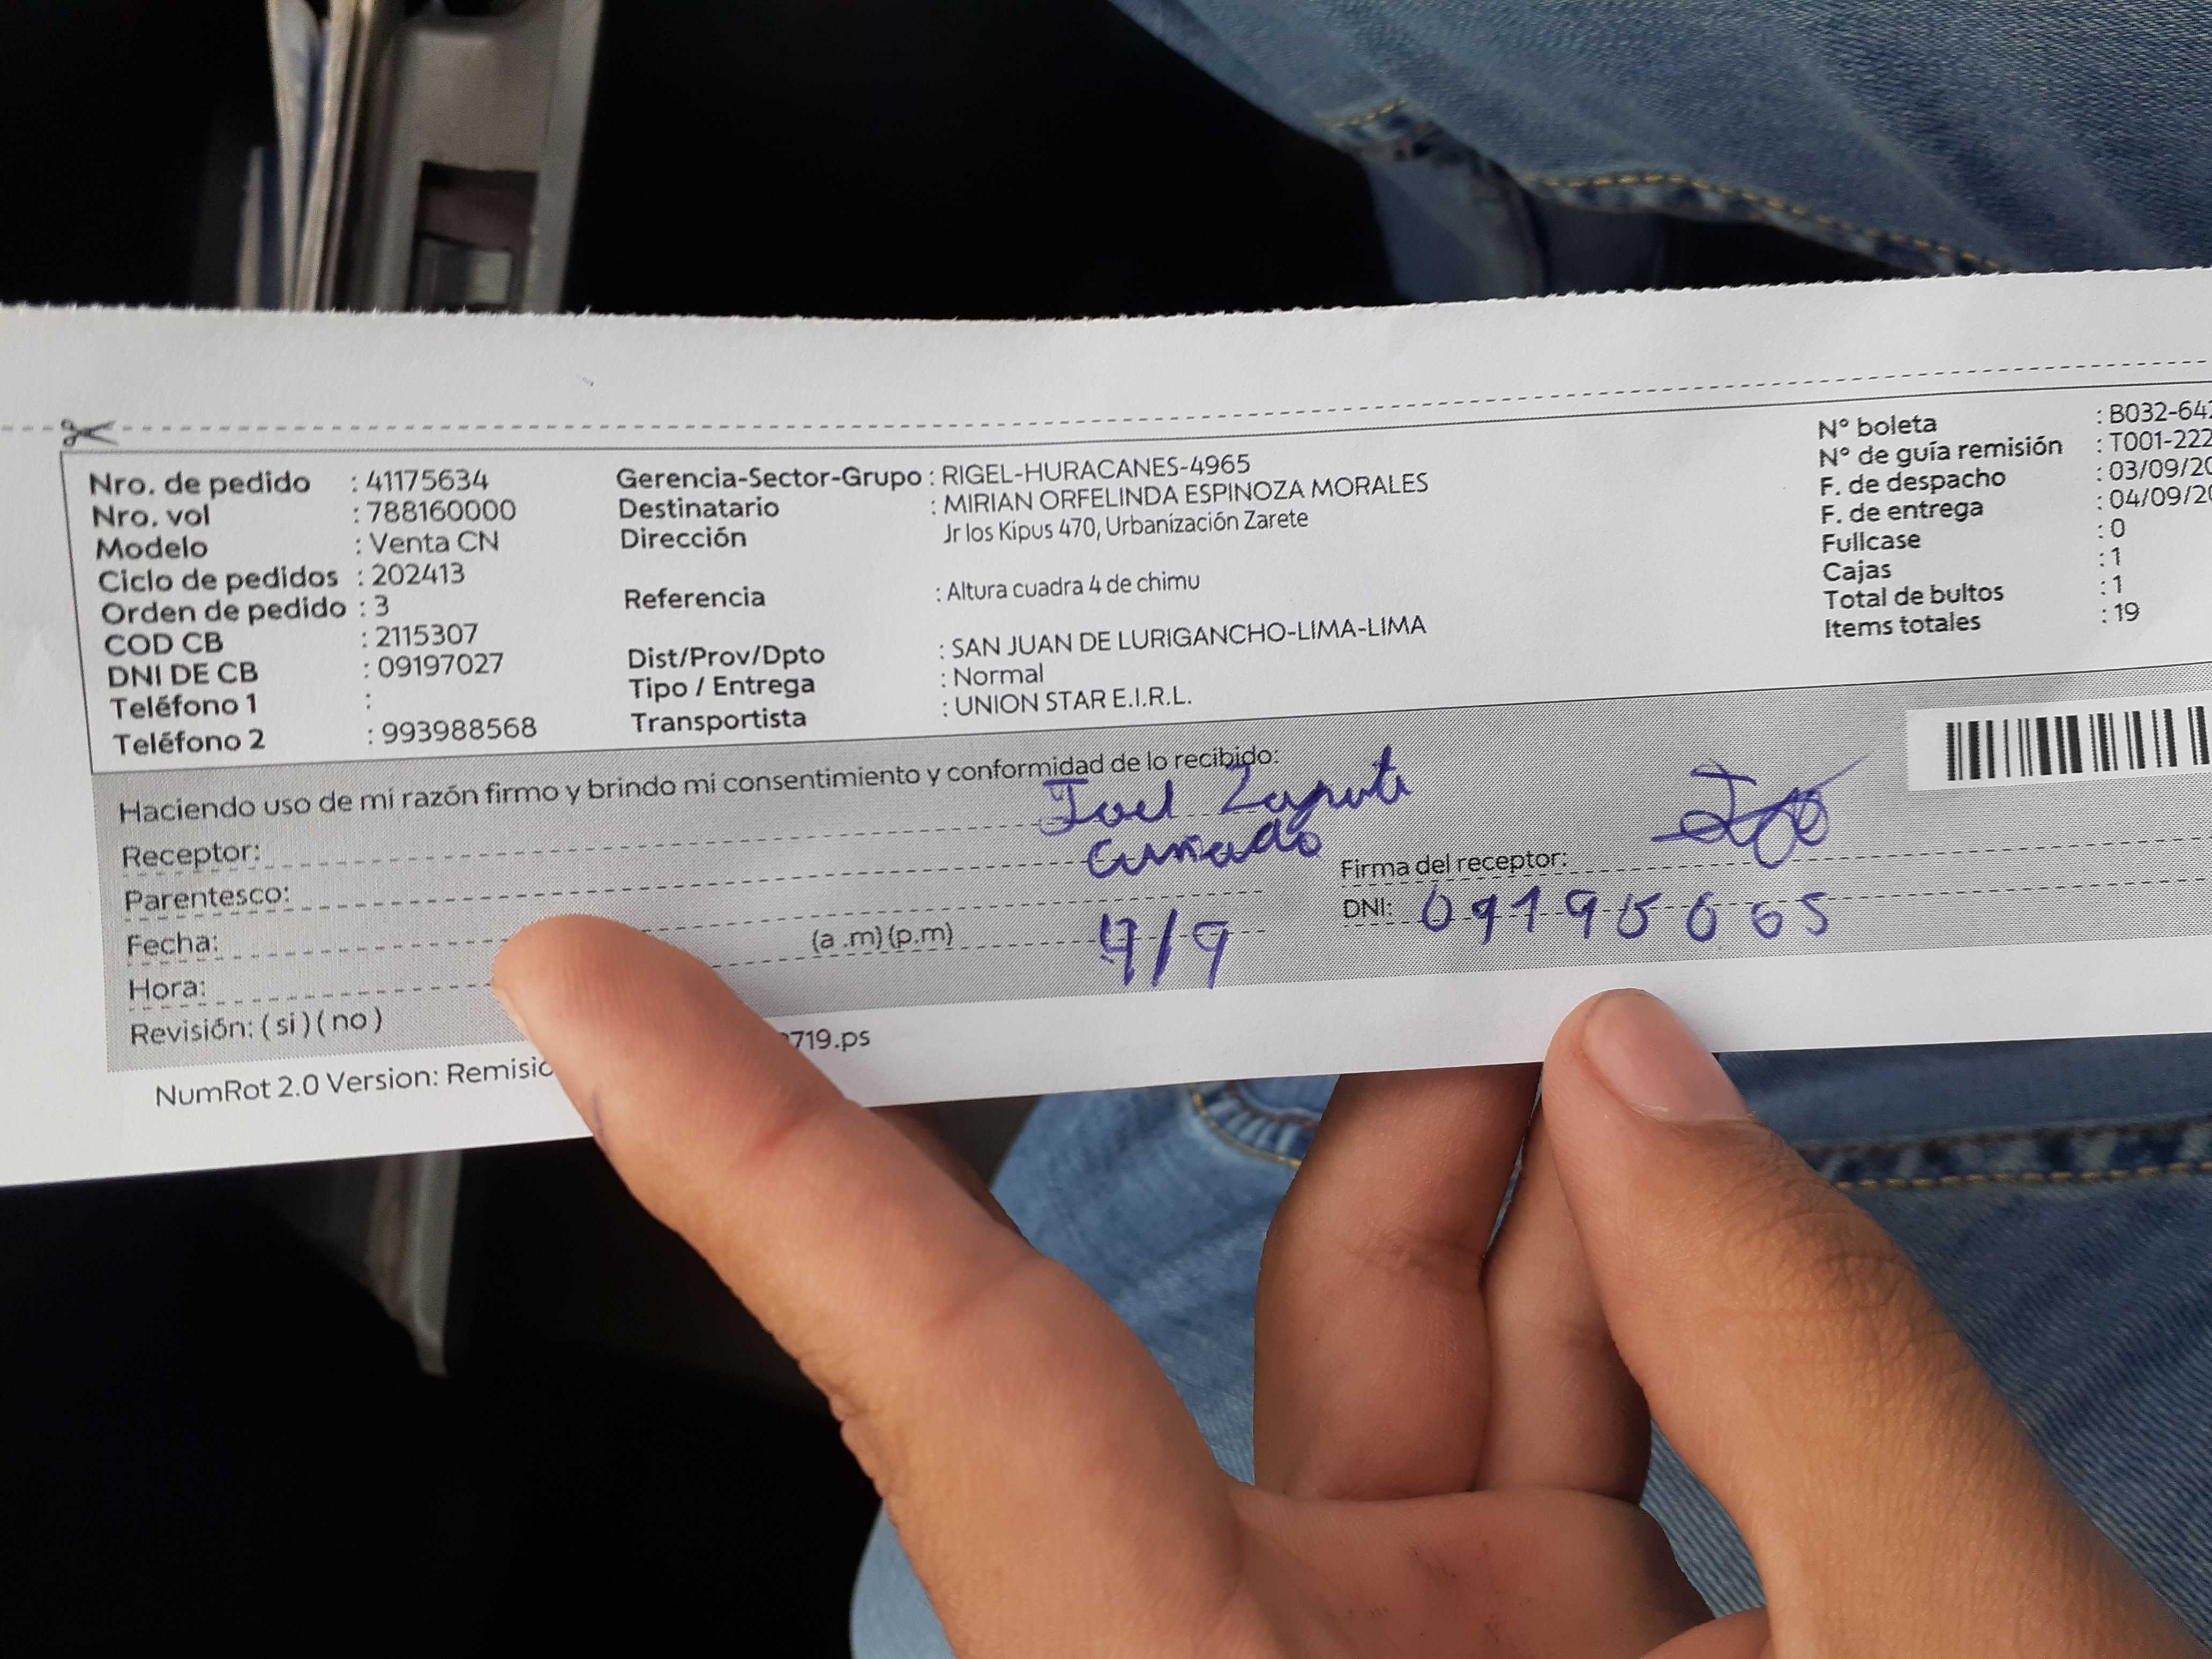 Nro. de pedido : 41175634
Nro. vol : 788160000
Modelo : Venta CN
Ciclo de pedidos : 202413
Orden de pedido : 3
COD CB : 2115307
DNI DE CB : 09197027
Teléfono 1 :
Teléfono 2 : 993988568
Gerencia-Sector-Grupo : RIGEL-HURACANES-4965
Destinatario : MIRIAN ORFELINDA ESPINOZA MORALES
Dirección Jr los Kipus 470, Urbanización Zarete
Referencia : Altura cuadra 4 de chimu
Dist/Prov/Dpto : SAN JUAN DE LURIGANCHO-LIMA-LIMA
Tipo / Entrega : Normal
Transportista : UNION STAR E.I.R.L.
N° boleta : B032-642
N° de guía remisión : T001-222
F. de despacho : 03/09/20
F. de entrega : 04/09/20
Fullcase : 0
Cajas : 1
Total de bultos : 1
Items totales : 19
Haciendo uso de mi razón firmo y brindo mi consentimiento y conformidad de lo recibido:
Receptor: Joel Zapata
Parentesco: Cuñado
Fecha: 4/9
Hora: (a .m) (p.m)
Revisión: ( si ) ( no )
Firma del receptor:
DNI: 09195065
NumRot 2.0 Version: Remisio
719.ps